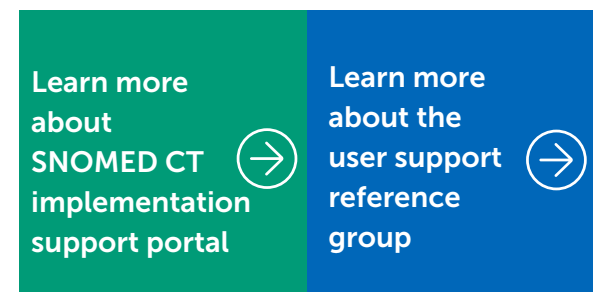 Learn more
about
SNOMED CT
implementation
support portal
Learn more
about the
user support
reference
group